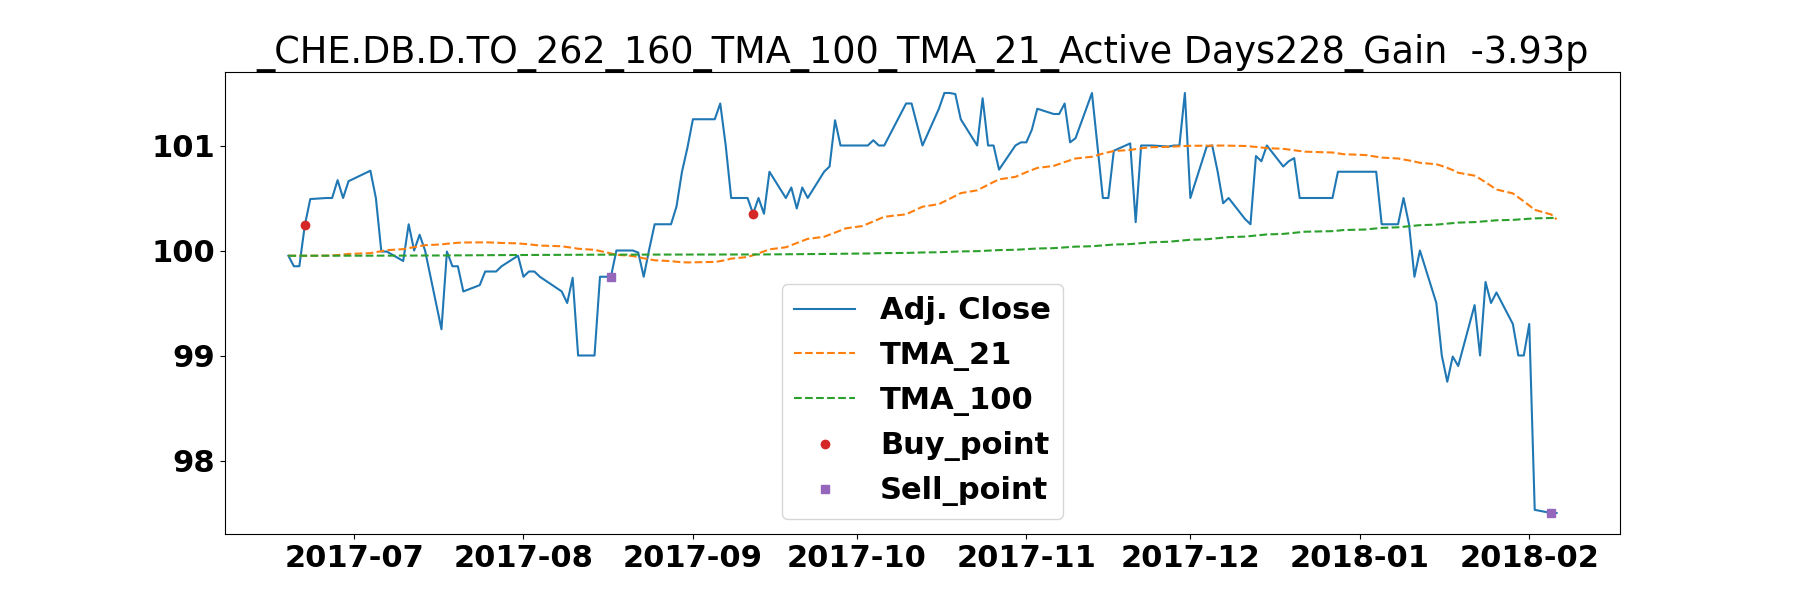 _CHE.DB.D.TO_262_160_TMA_100_TMA_21_Active Days228_Gain  -3.93p
101
100
99
98
Adj. Close
TMA_21
TMA_100
Buy_point
Sell_point
2017-07 2017-08 2017-09 2017-10 2017-11 2017-12 2018-01 2018-02